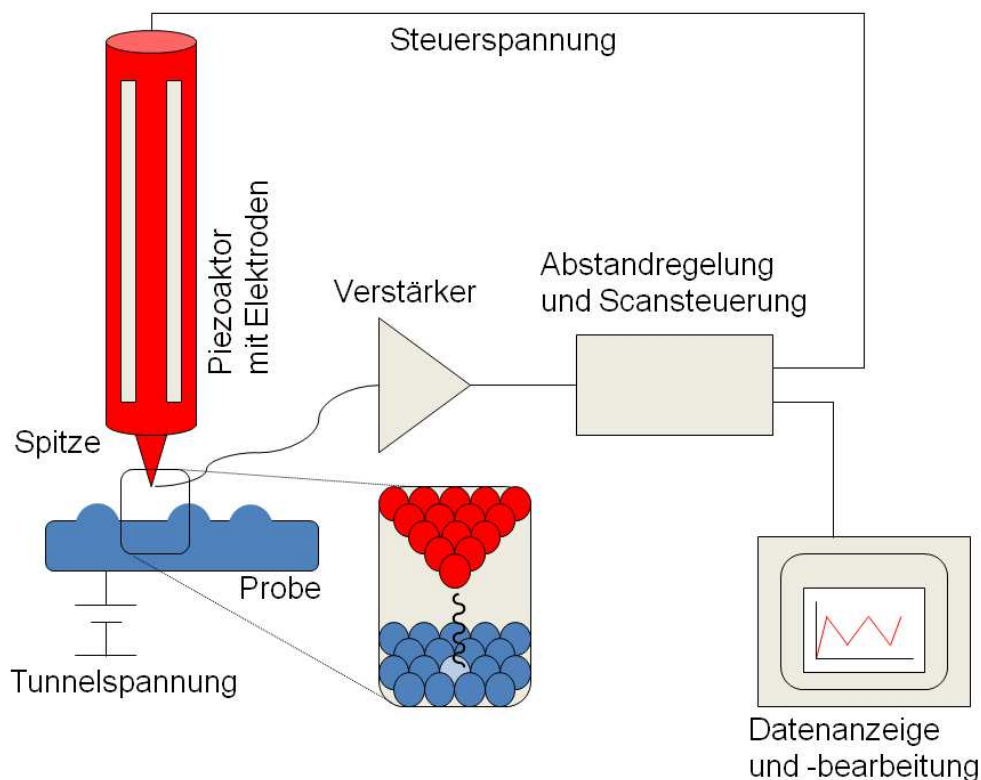 Steuerspannung
Piezoaktor
mit Elektroden
Verstärker
Abstandregelung
und Scansteuerung
Spitze
Probe
Tunnelspannung
Datenanzeige
und -bearbeitung